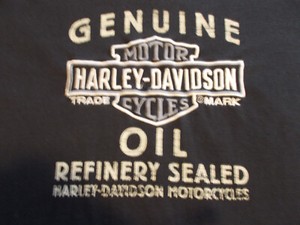 GENUINE
MOTOR
HARLEY-DAVIDSON
TRADE MARK
CYCLES
OIL
REFINERY SEALED
HARLEY-DAVIDSON MOTORCYCLES